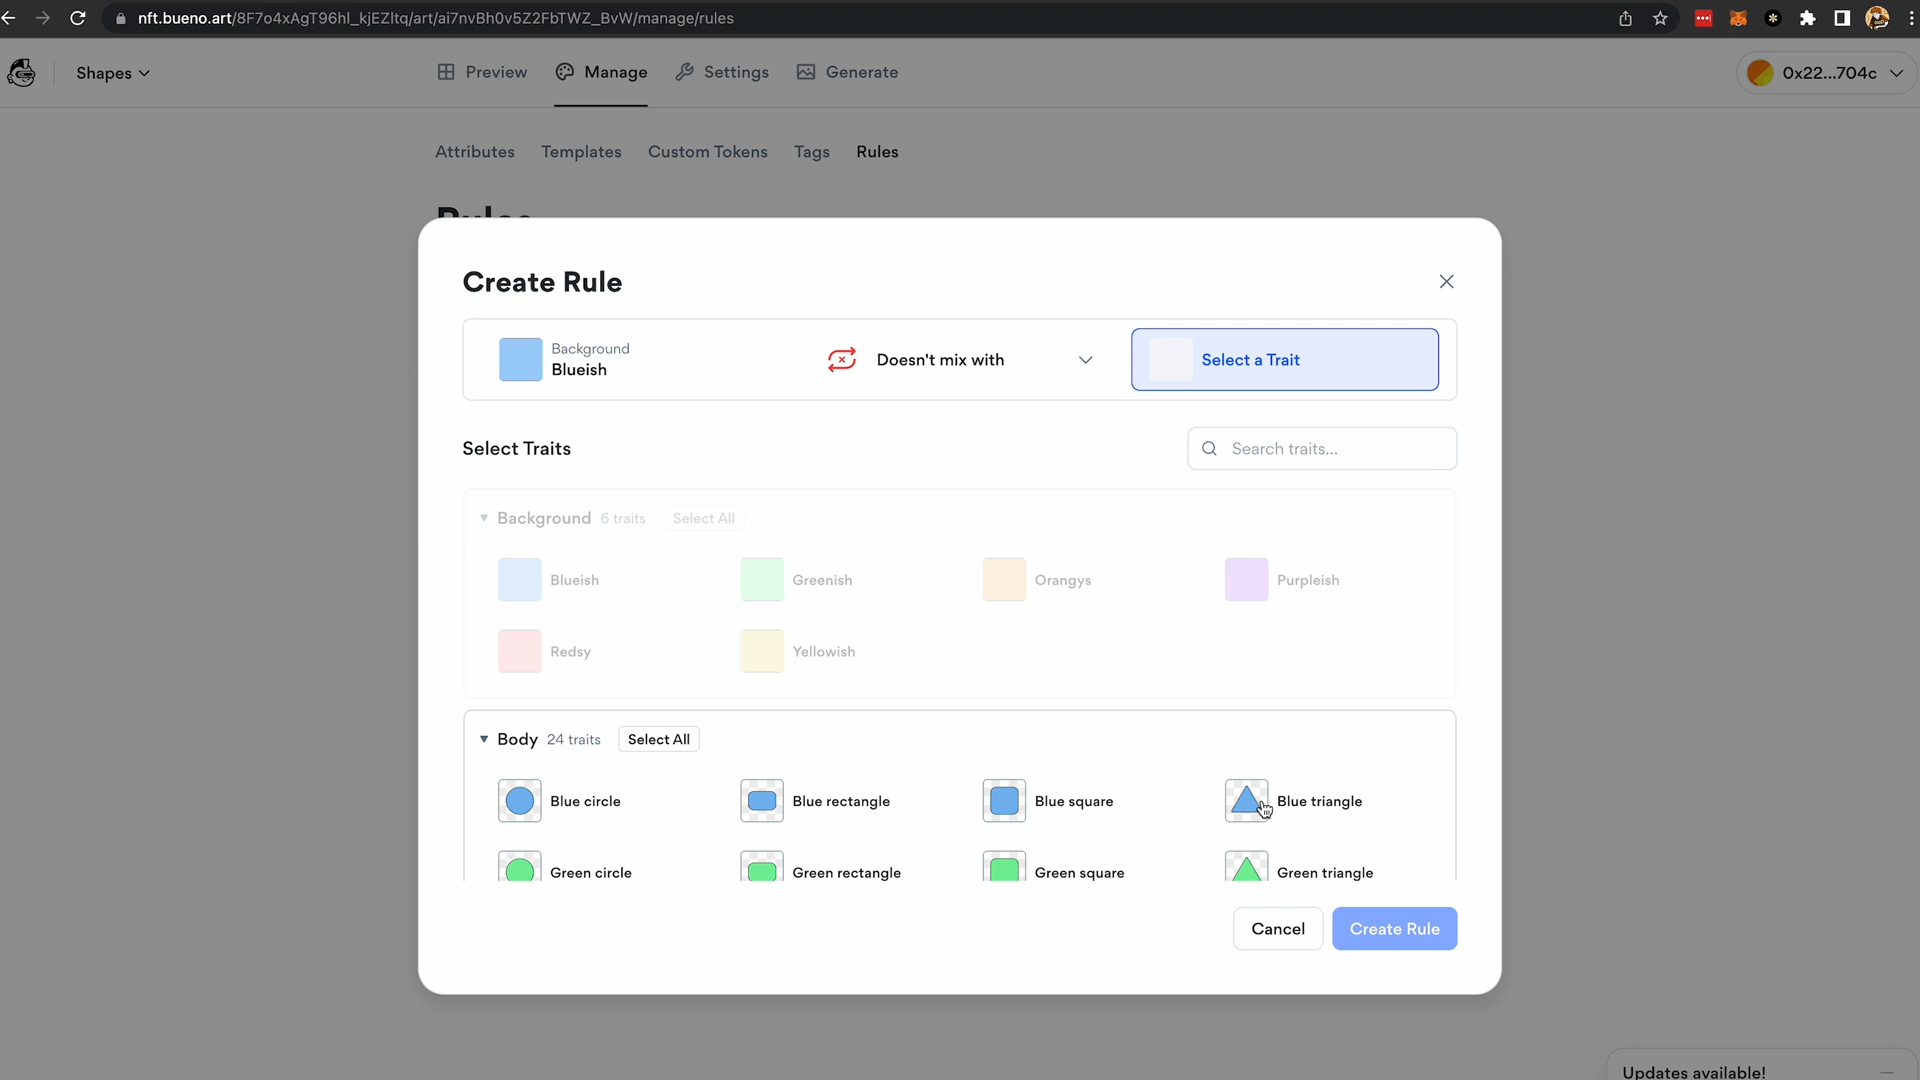 nft.bueno.art/8F7o4xAgT96hl_kjEZltq/art/ai7nvBh0v5Z2FbTWZ_BvW/manage/rules
Shapes
Preview
Manage
Settings
Generate
0x22...704c
Attributes
Templates
Custom Tokens
Tags
Rules
Rules
Create Rule
Background
Blueish
Doesn't mix with
Select a Trait
Select Traits
Search traits...
Background 6 traits Select All
Blueish
Greenish
Orangys
Purpleish
Redsy
Yellowish
Body 24 traits Select All
Blue circle
Blue rectangle
Blue square
Blue triangle
Green circle
Green rectangle
Green square
Green triangle
Cancel
Create Rule
Updates available!